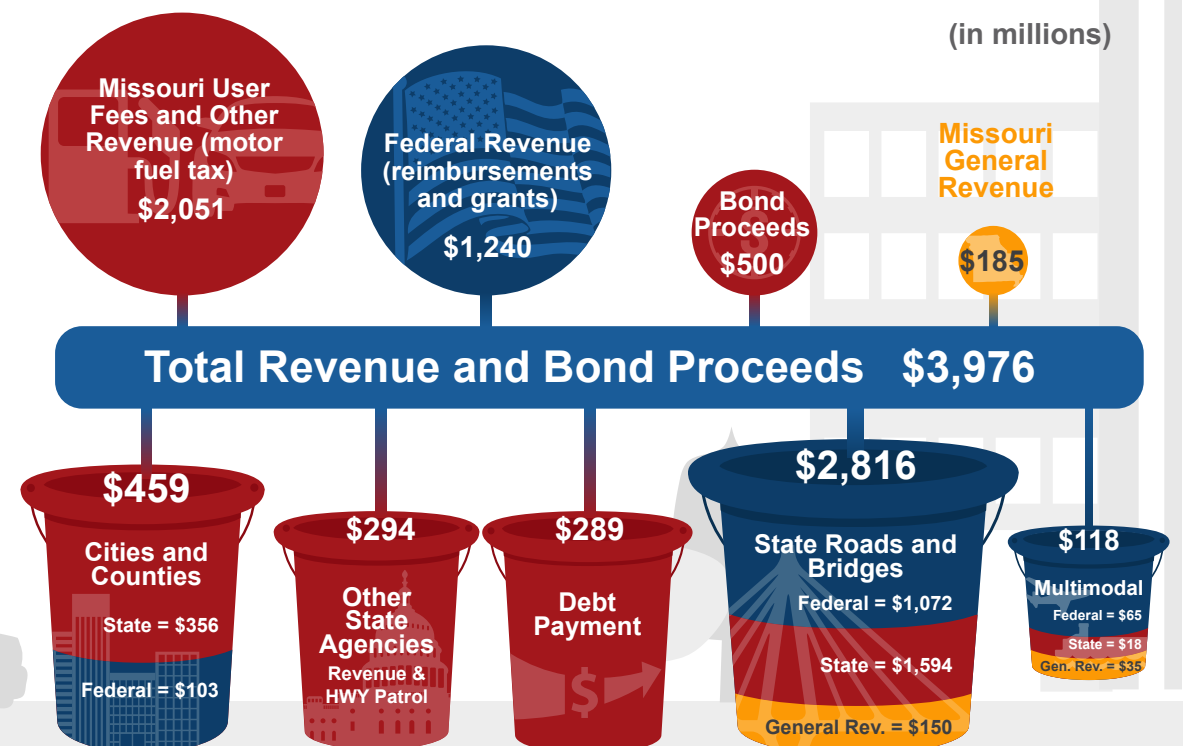 (in millions)
Missouri User
Fees and Other
Revenue (motor
fuel tax)
$2,051
Federal Revenue
(reimbursements
and grants)
$1,240
Bond
Proceeds
$500
Missouri
General
Revenue
$185
Total Revenue and Bond Proceeds $3,976
$459
Cities and
Counties
State = $356
Federal = $103
$294
Other
State
Agencies
Revenue &
HWY Patrol
$289
Debt
Payment
$
$2,816
State Roads and
Bridges
Federal = $1,072
State = $1,594
General Rev. = $150
$118
Multimodal
Federal = $65
State = $18
Gen. Rev. = $35